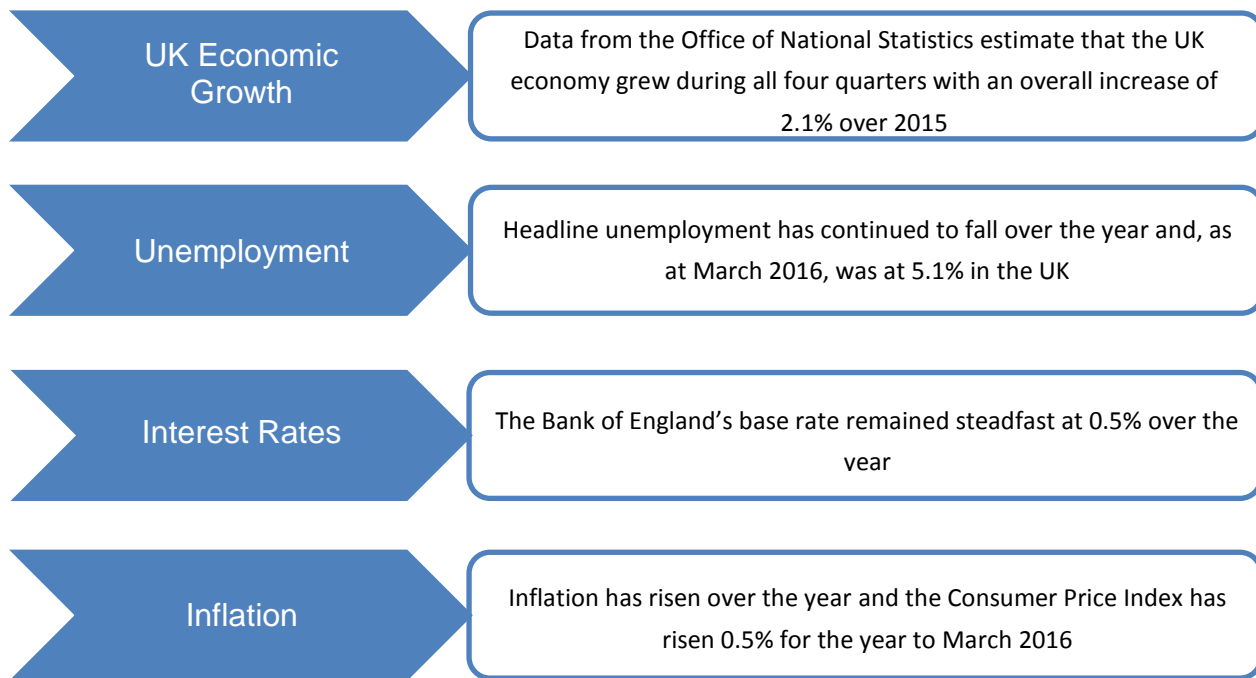 UK Economic
Growth
Data from the Office of National Statistics estimate that the UK
economy grew during all four quarters with an overall increase of
2.1% over 2015
Unemployment
Headline unemployment has continued to fall over the year and, as
at March 2016, was at 5.1% in the UK
Interest Rates
The Bank of England’s base rate remained steadfast at 0.5% over the
year
Inflation
Inflation has risen over the year and the Consumer Price Index has
risen 0.5% for the year to March 2016